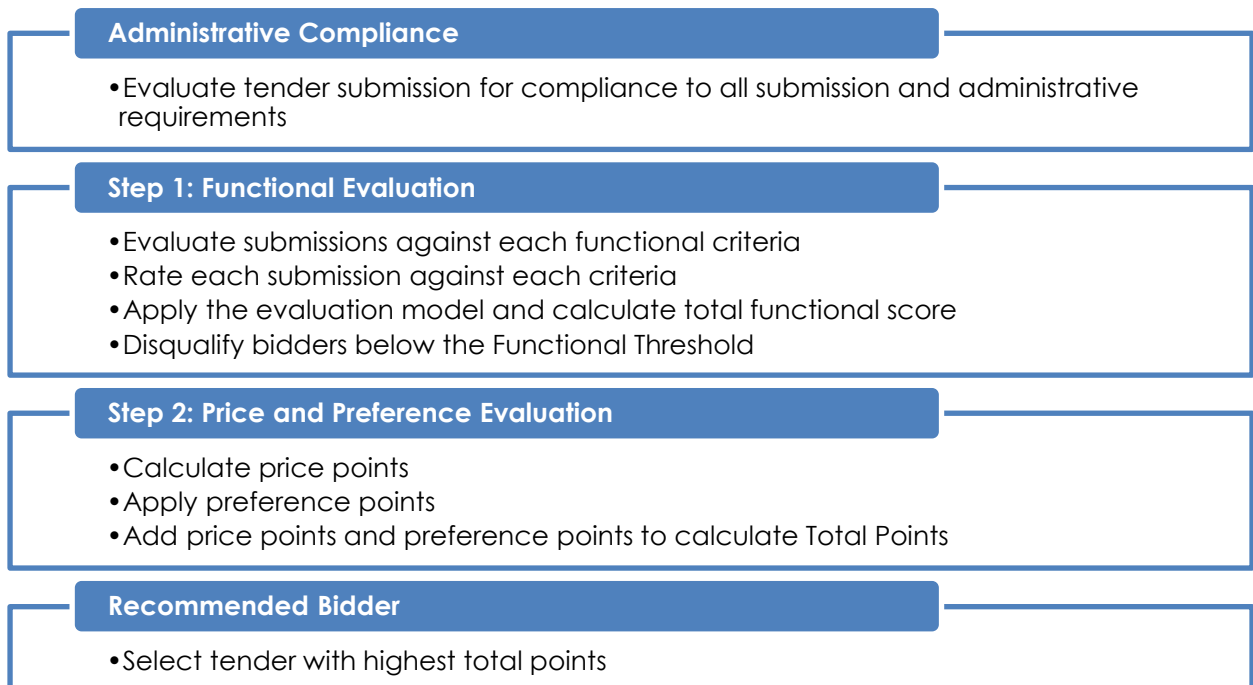 Administrative Compliance
•Evaluate tender submission for compliance to all submission and administrative
requirements
Step 1: Functional Evaluation
•Evaluate submissions against each functional criteria
•Rate each submission against each criteria
•Apply the evaluation model and calculate total functional score
•Disqualify bidders below the Functional Threshold
Step 2: Price and Preference Evaluation
•Calculate price points
•Apply preference points
•Add price points and preference points to calculate Total Points
Recommended Bidder
•Select tender with highest total points